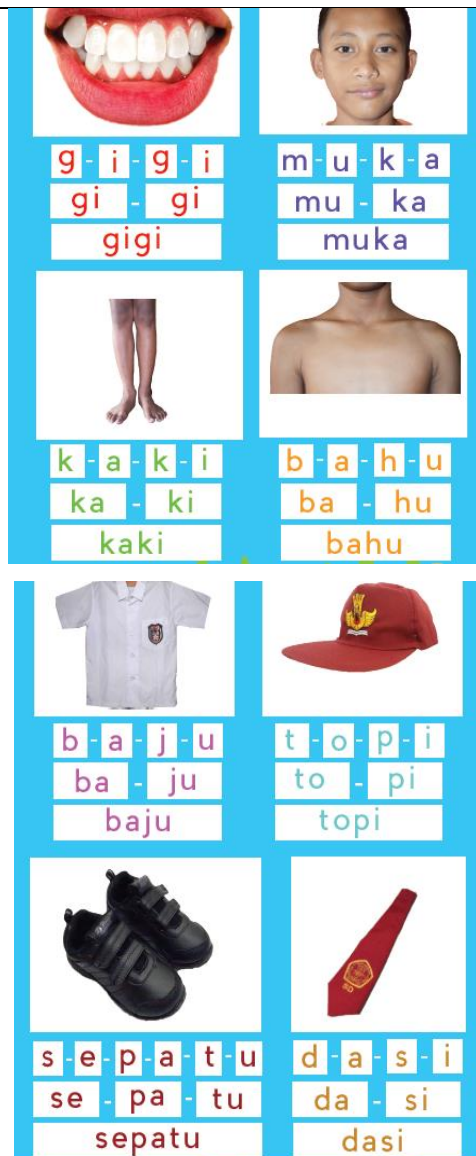 g - i - g - i
gi - gi
gigi
m - u - k - a
mu - ka
muka
k - a - k - i
ka - ki
kaki
b - a - h - u
ba - hu
bahu
b - a - j - u
ba - ju
baju
t - o - p - i
to - pi
topi
s - e - p - a - t - u
se - pa - tu
sepatu
SD
d - a - s - i
da - si
dasi